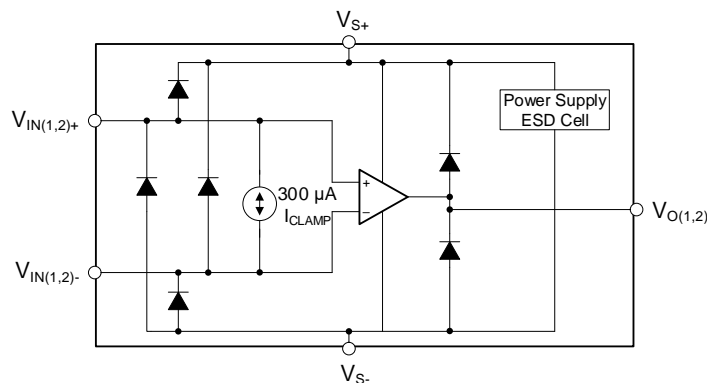 VS+
VIN(1,2)+
Power Supply
ESD Cell
+
300 µA
ICLAMP
–
VO(1,2)
VIN(1,2)-
VS-